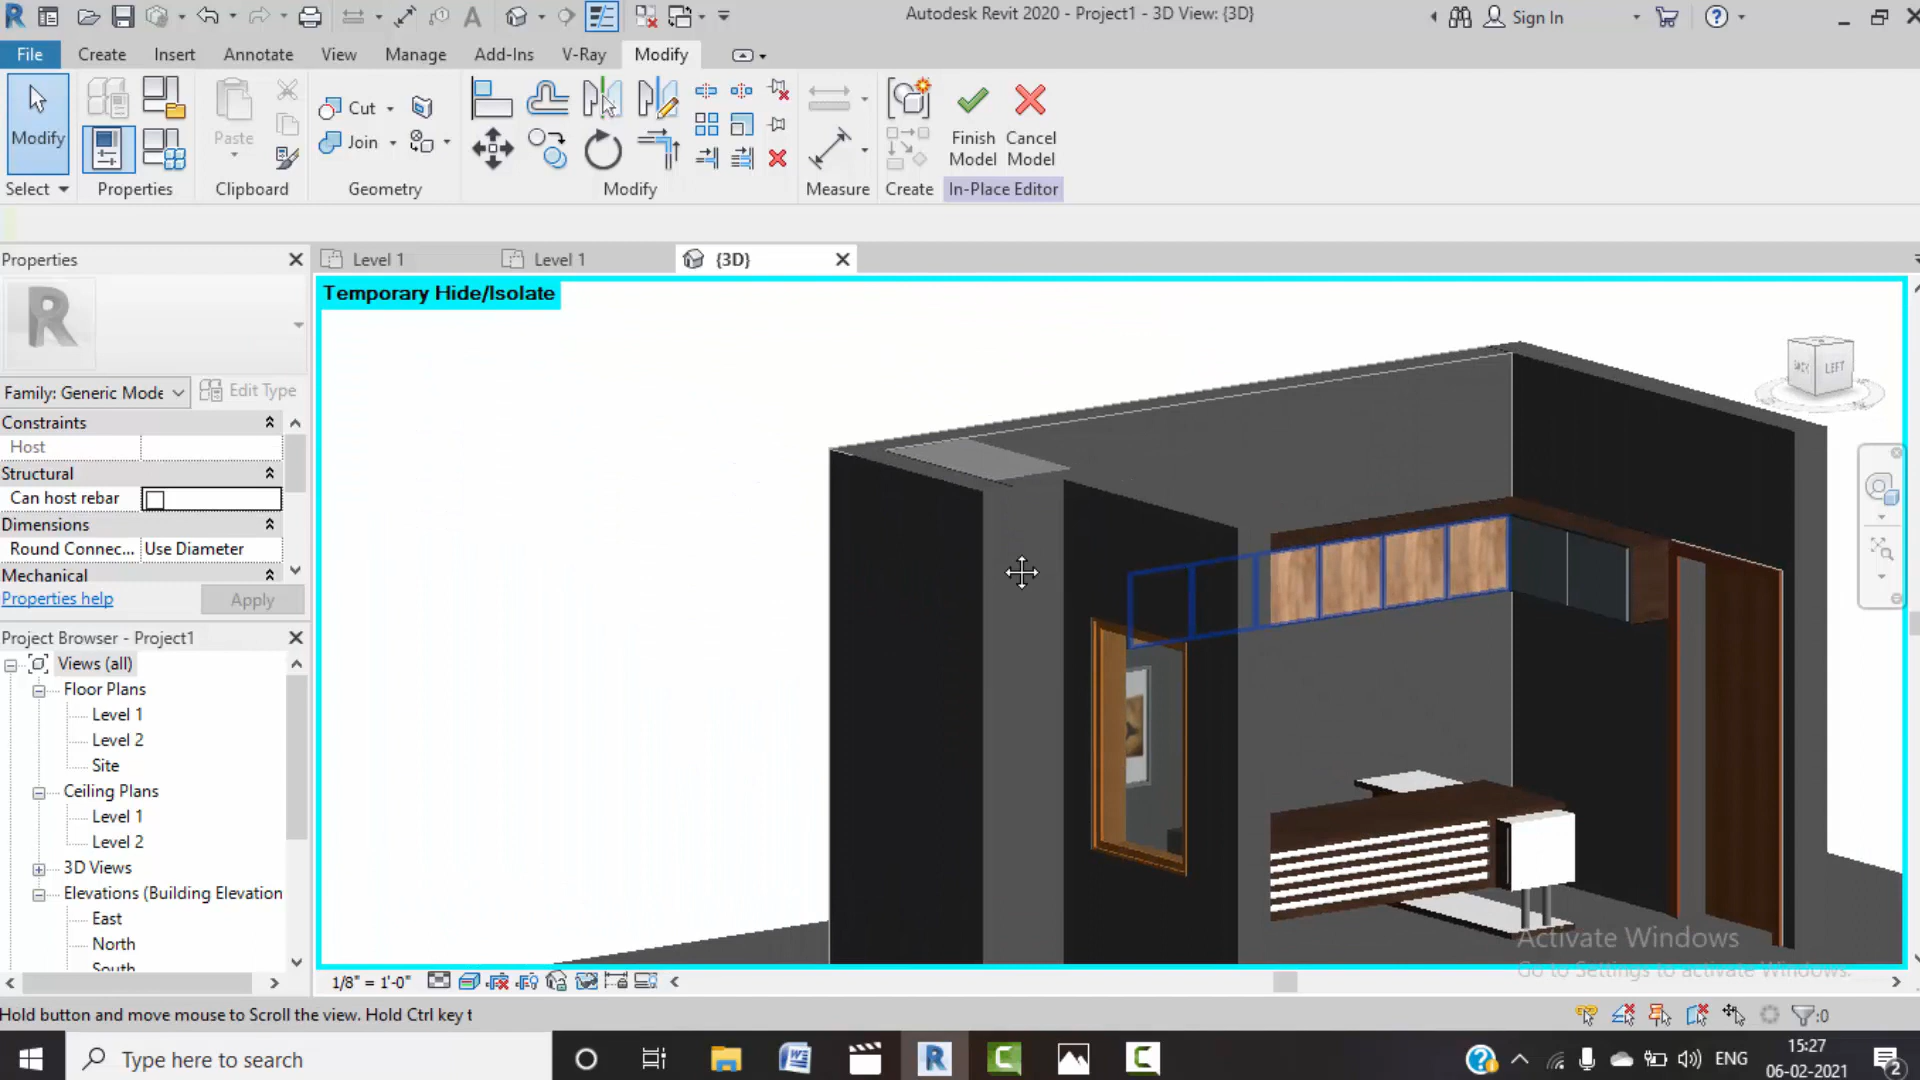 Autodesk Revit 2020 - Project1 - 3D View: {3D}
Sign In
File
Create
Insert
Annotate
View
Manage
Add-Ins
V-Ray
Modify
Modify
Paste
Cut
Join
Finish Model
Cancel Model
Select
Properties
Clipboard
Geometry
Modify
Measure
Create
In-Place Editor
Properties
Level 1
Level 1
{3D}
Temporary Hide/Isolate
LEFT
Family: Generic Mode
Edit Type
Constraints
Host
Structural
Can host rebar
Dimensions
Round Connec... Use Diameter
Mechanical
Properties help
Apply
Project Browser - Project1
Views (all)
Floor Plans
Level 1
Level 2
Site
Ceiling Plans
Level 1
Level 2
3D Views
Elevations (Building Elevation
East
North
South
Activate Windows
Go to Settings to activate Windows.
1/8" = 1'-0"
Hold button and move mouse to Scroll the view. Hold Ctrl key t
:0
Type here to search
ENG
15:27
06-02-2021
2